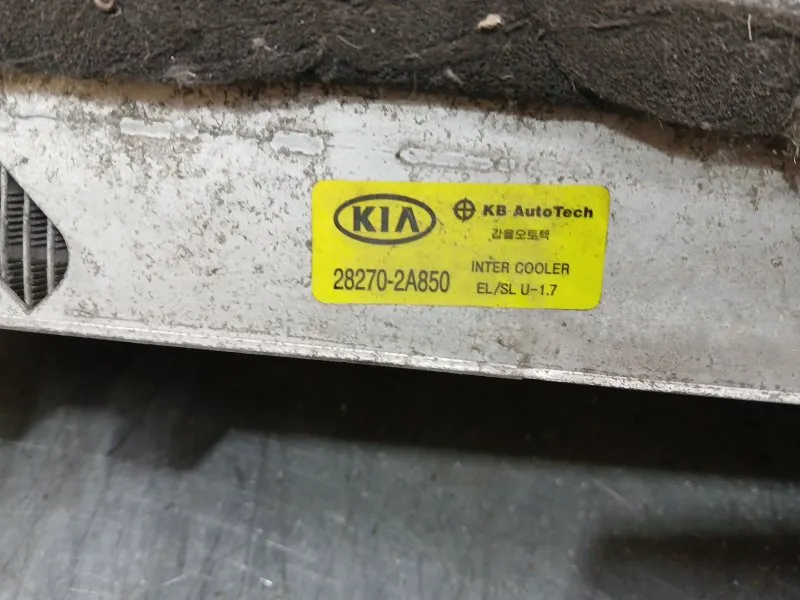 KIA
KB AutoTech
갑을오토텍
28270-2A850
INTER COOLER
EL/SL U-1.7